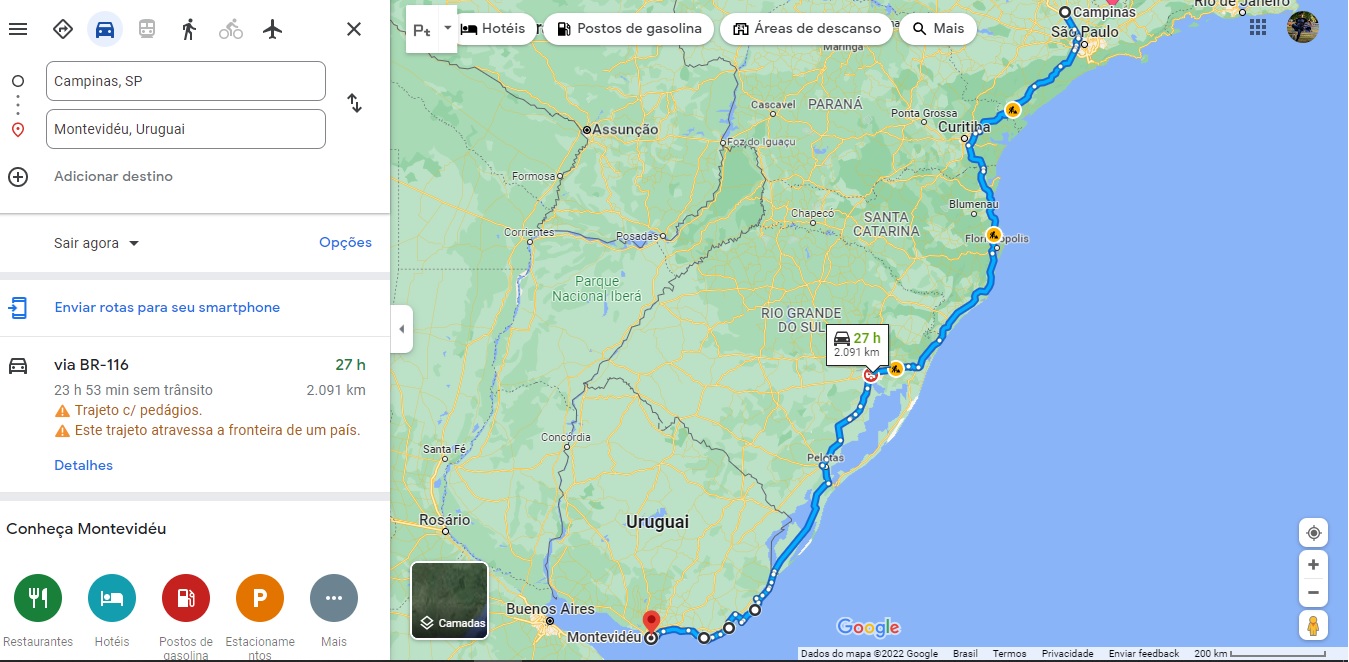 Campinas, SP
Montevidéu, Uruguai
Adicionar destino
Sair agora
Opções
Enviar rotas para seu smartphone
via BR-116
27 h
23 h 53 min sem trânsito
2.091 km
Trajeto c/ pedágios.
Este trajeto atravessa a fronteira de um país.
Detalhes
Conheça Montevidéu
P
Restaurantes
Hotéis
Postos de
gasolina
Estacioname
ntos
Mais
Hotéis
Postos de gasolina
Áreas de descanso
Mais
Campinas
Rio de Janeiro
São Paulo
Maringá
Cascavel
PARANÁ
Ponta Grossa
Curitiba
Assunção
Foz do Iguaçu
Formosa
Blumenau
Chapecó
SANTA
CATARINA
Corrientes
Posadas
Florianópolis
Parque
Nacional Iberá
RIO GRANDE
DO SUL
27 h
2.091 km
Concordia
Santa Fé
Pelotas
Rosário
Uruguai
Buenos Aires
Montevidéu
Camadas
Google
Dados do mapa ©2022 Google
Brasil
Termos
Privacidade
Enviar feedback
200 km